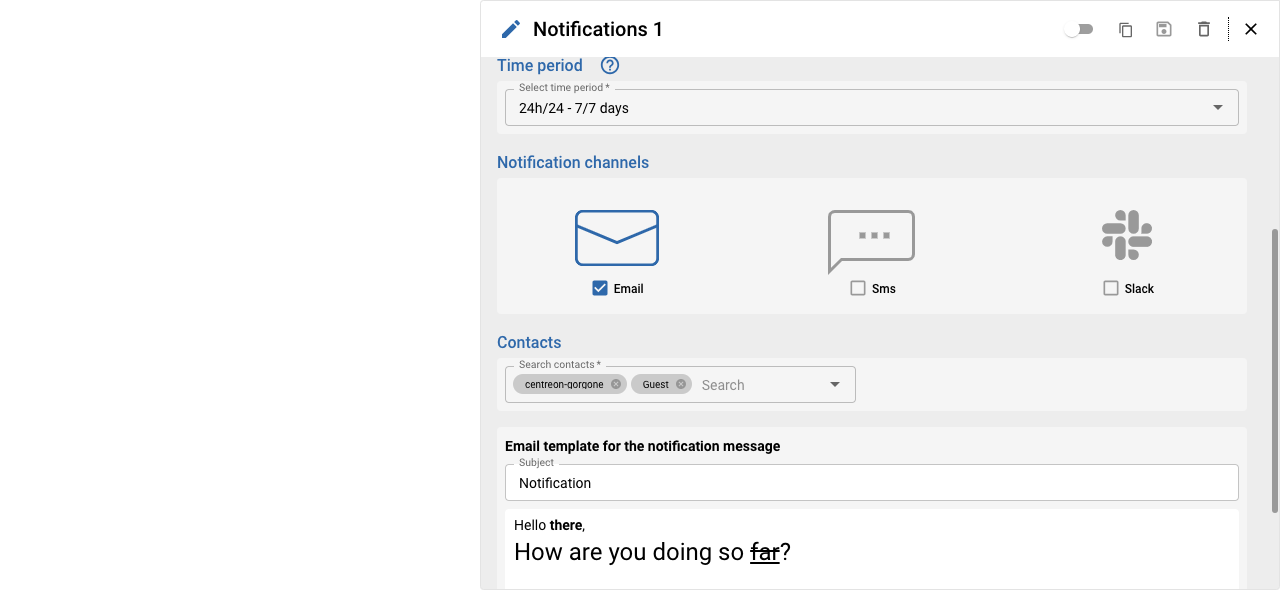 Notifications 1
Time period
Select time period *
24h/24 - 7/7 days
Notification channels
Email
Sms
Slack
Contacts
Search contacts *
centreon-gorgone Guest Search
Email template for the notification message
Subject
Notification
Hello there,
How are you doing so far?